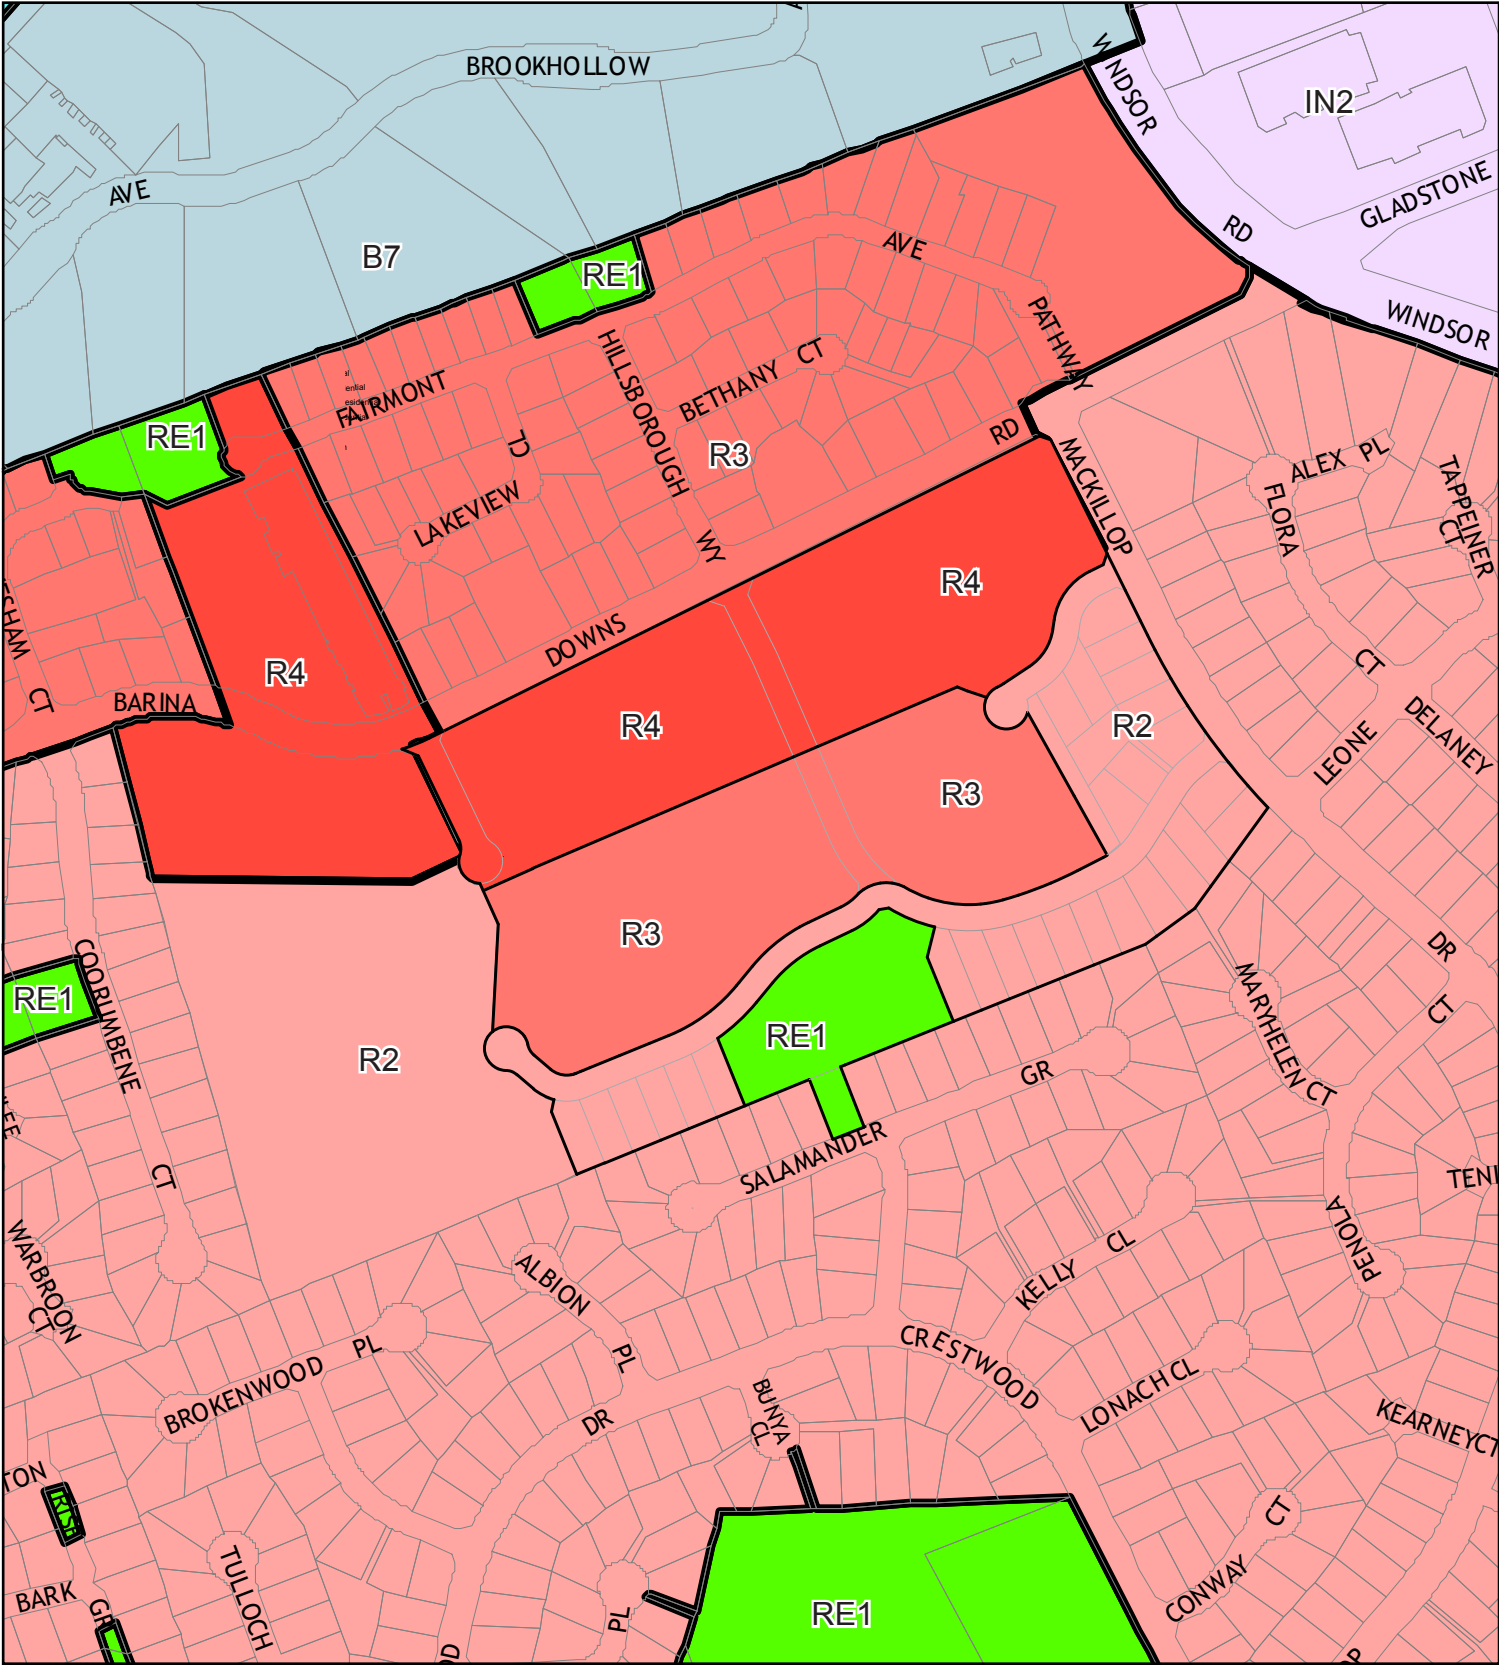 BROOKHOLLOW
AVE
WINDSOR
IN2
GLADSTONE
RD
B7
RE1
AVE
WINDSOR
PATHWAY
FAIRMONT
ential
HILLSBOROUGH
WY
BETHANY CT
CL
R3
RD
RE1
LAKEVIEW
MACKILLOP
ALEX PL
FLORA
CT
TAPPEINER
CT
R4
DOWNS
R4
BARINA
CT
R4
R2
LEONE
DELANEY
R3
R3
DR
COORUMBENE
CT
RE1
MARYHELEN CT
CT
RE1
R2
GR
SALAMANDER
PENOLA
WARBROON
CT
ALBION
PL
KELLY CL
BROKENWOOD PL
CRESTWOOD
DR
LONACH CL
BUNYA
CL
KEARNEY CT
TULLOCH
BARK
GR
PL
CONWAY CT
RE1